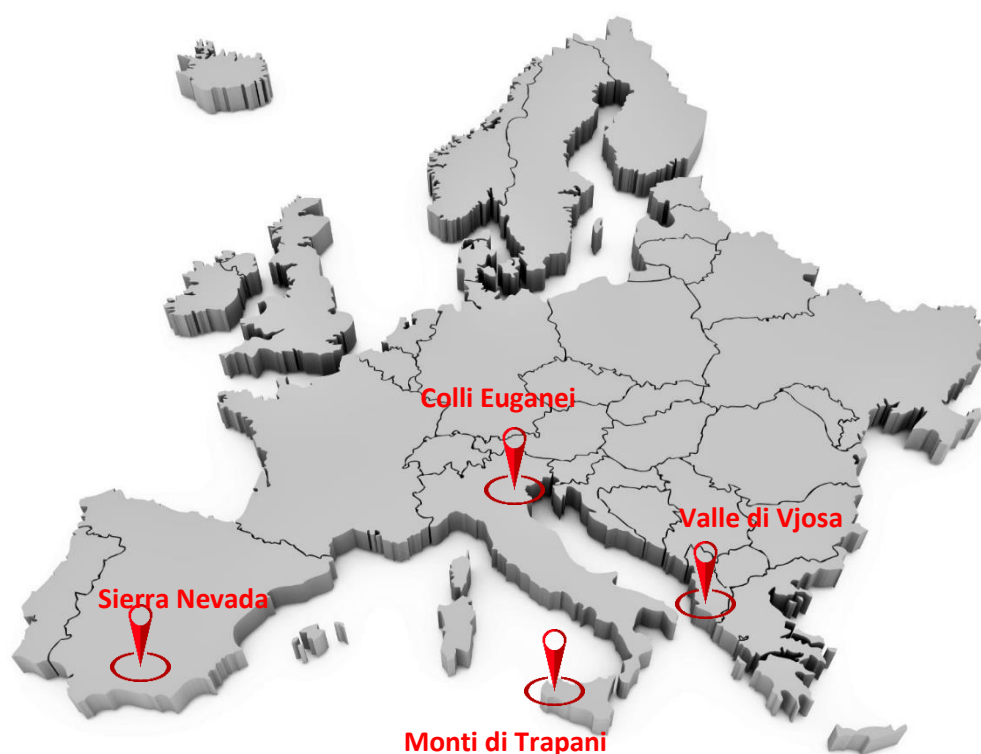 Colli Euganei
Valle di Vjosa
Sierra Nevada
Monti di Trapani